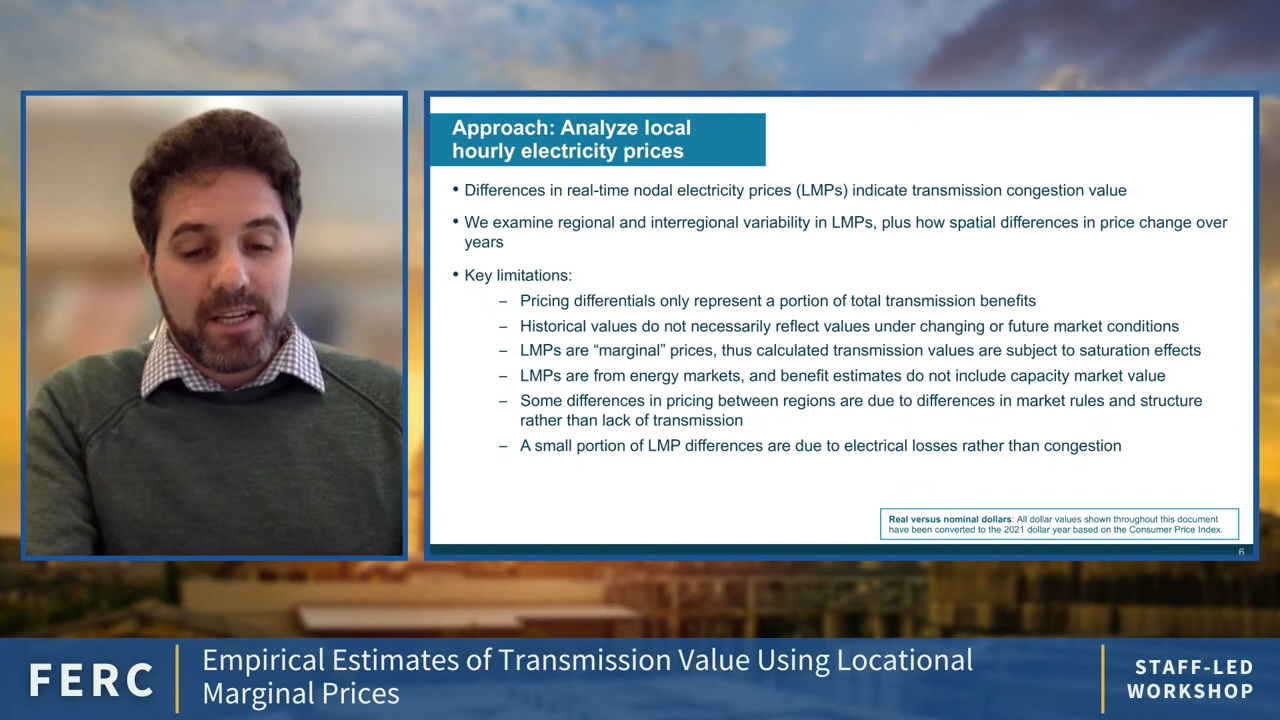 Approach: Analyze local
hourly electricity prices
• Differences in real-time nodal electricity prices (LMPs) indicate transmission congestion value
• We examine regional and interregional variability in LMPs, plus how spatial differences in price change over
years
• Key limitations:
– Pricing differentials only represent a portion of total transmission benefits
– Historical values do not necessarily reflect values under changing or future market conditions
– LMPs are “marginal” prices, thus calculated transmission values are subject to saturation effects
– LMPs are from energy markets, and benefit estimates do not include capacity market value
– Some differences in pricing between regions are due to differences in market rules and structure
rather than lack of transmission
– A small portion of LMP differences are due to electrical losses rather than congestion
Real versus nominal dollars: All dollar values shown throughout this document
have been converted to the 2021 dollar year based on the Consumer Price Index.
6
FERC
Empirical Estimates of Transmission Value Using Locational
Marginal Prices
STAFF-LED
WORKSHOP